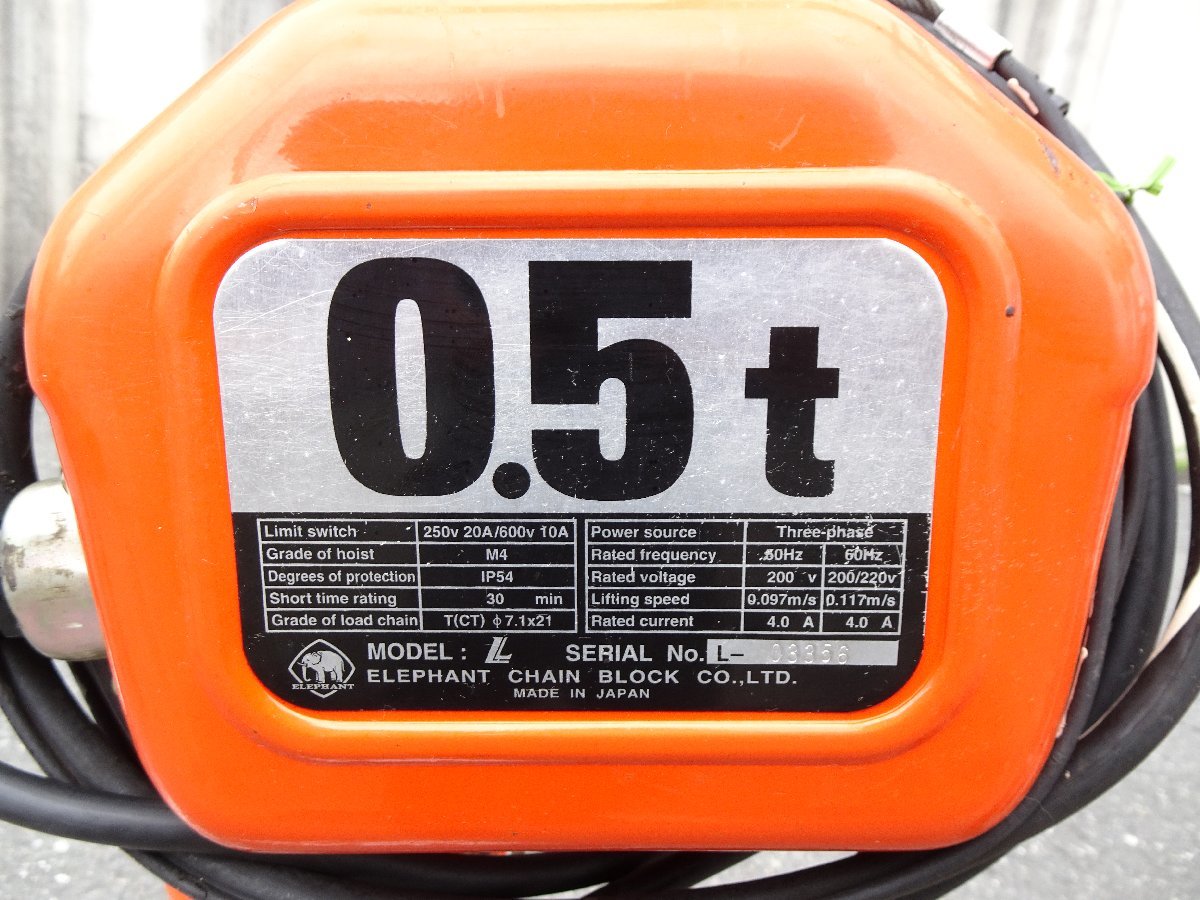 0.5 t
Limit switch 250v 20A/600v 10A
Grade of hoist M4
Degrees of protection IP54
Short time rating 30 min
Grade of load chain T(CT) φ7.1x21
Power source Three-phase
Rated frequency 50Hz 60Hz
Rated voltage 200 v 200/220v
Lifting speed 0.097m/s 0.117m/s
Rated current 4.0 A 4.0 A
ELEPHANT
MODEL : LL SERIAL No. L- 03356
ELEPHANT CHAIN BLOCK CO.,LTD.
MADE IN JAPAN